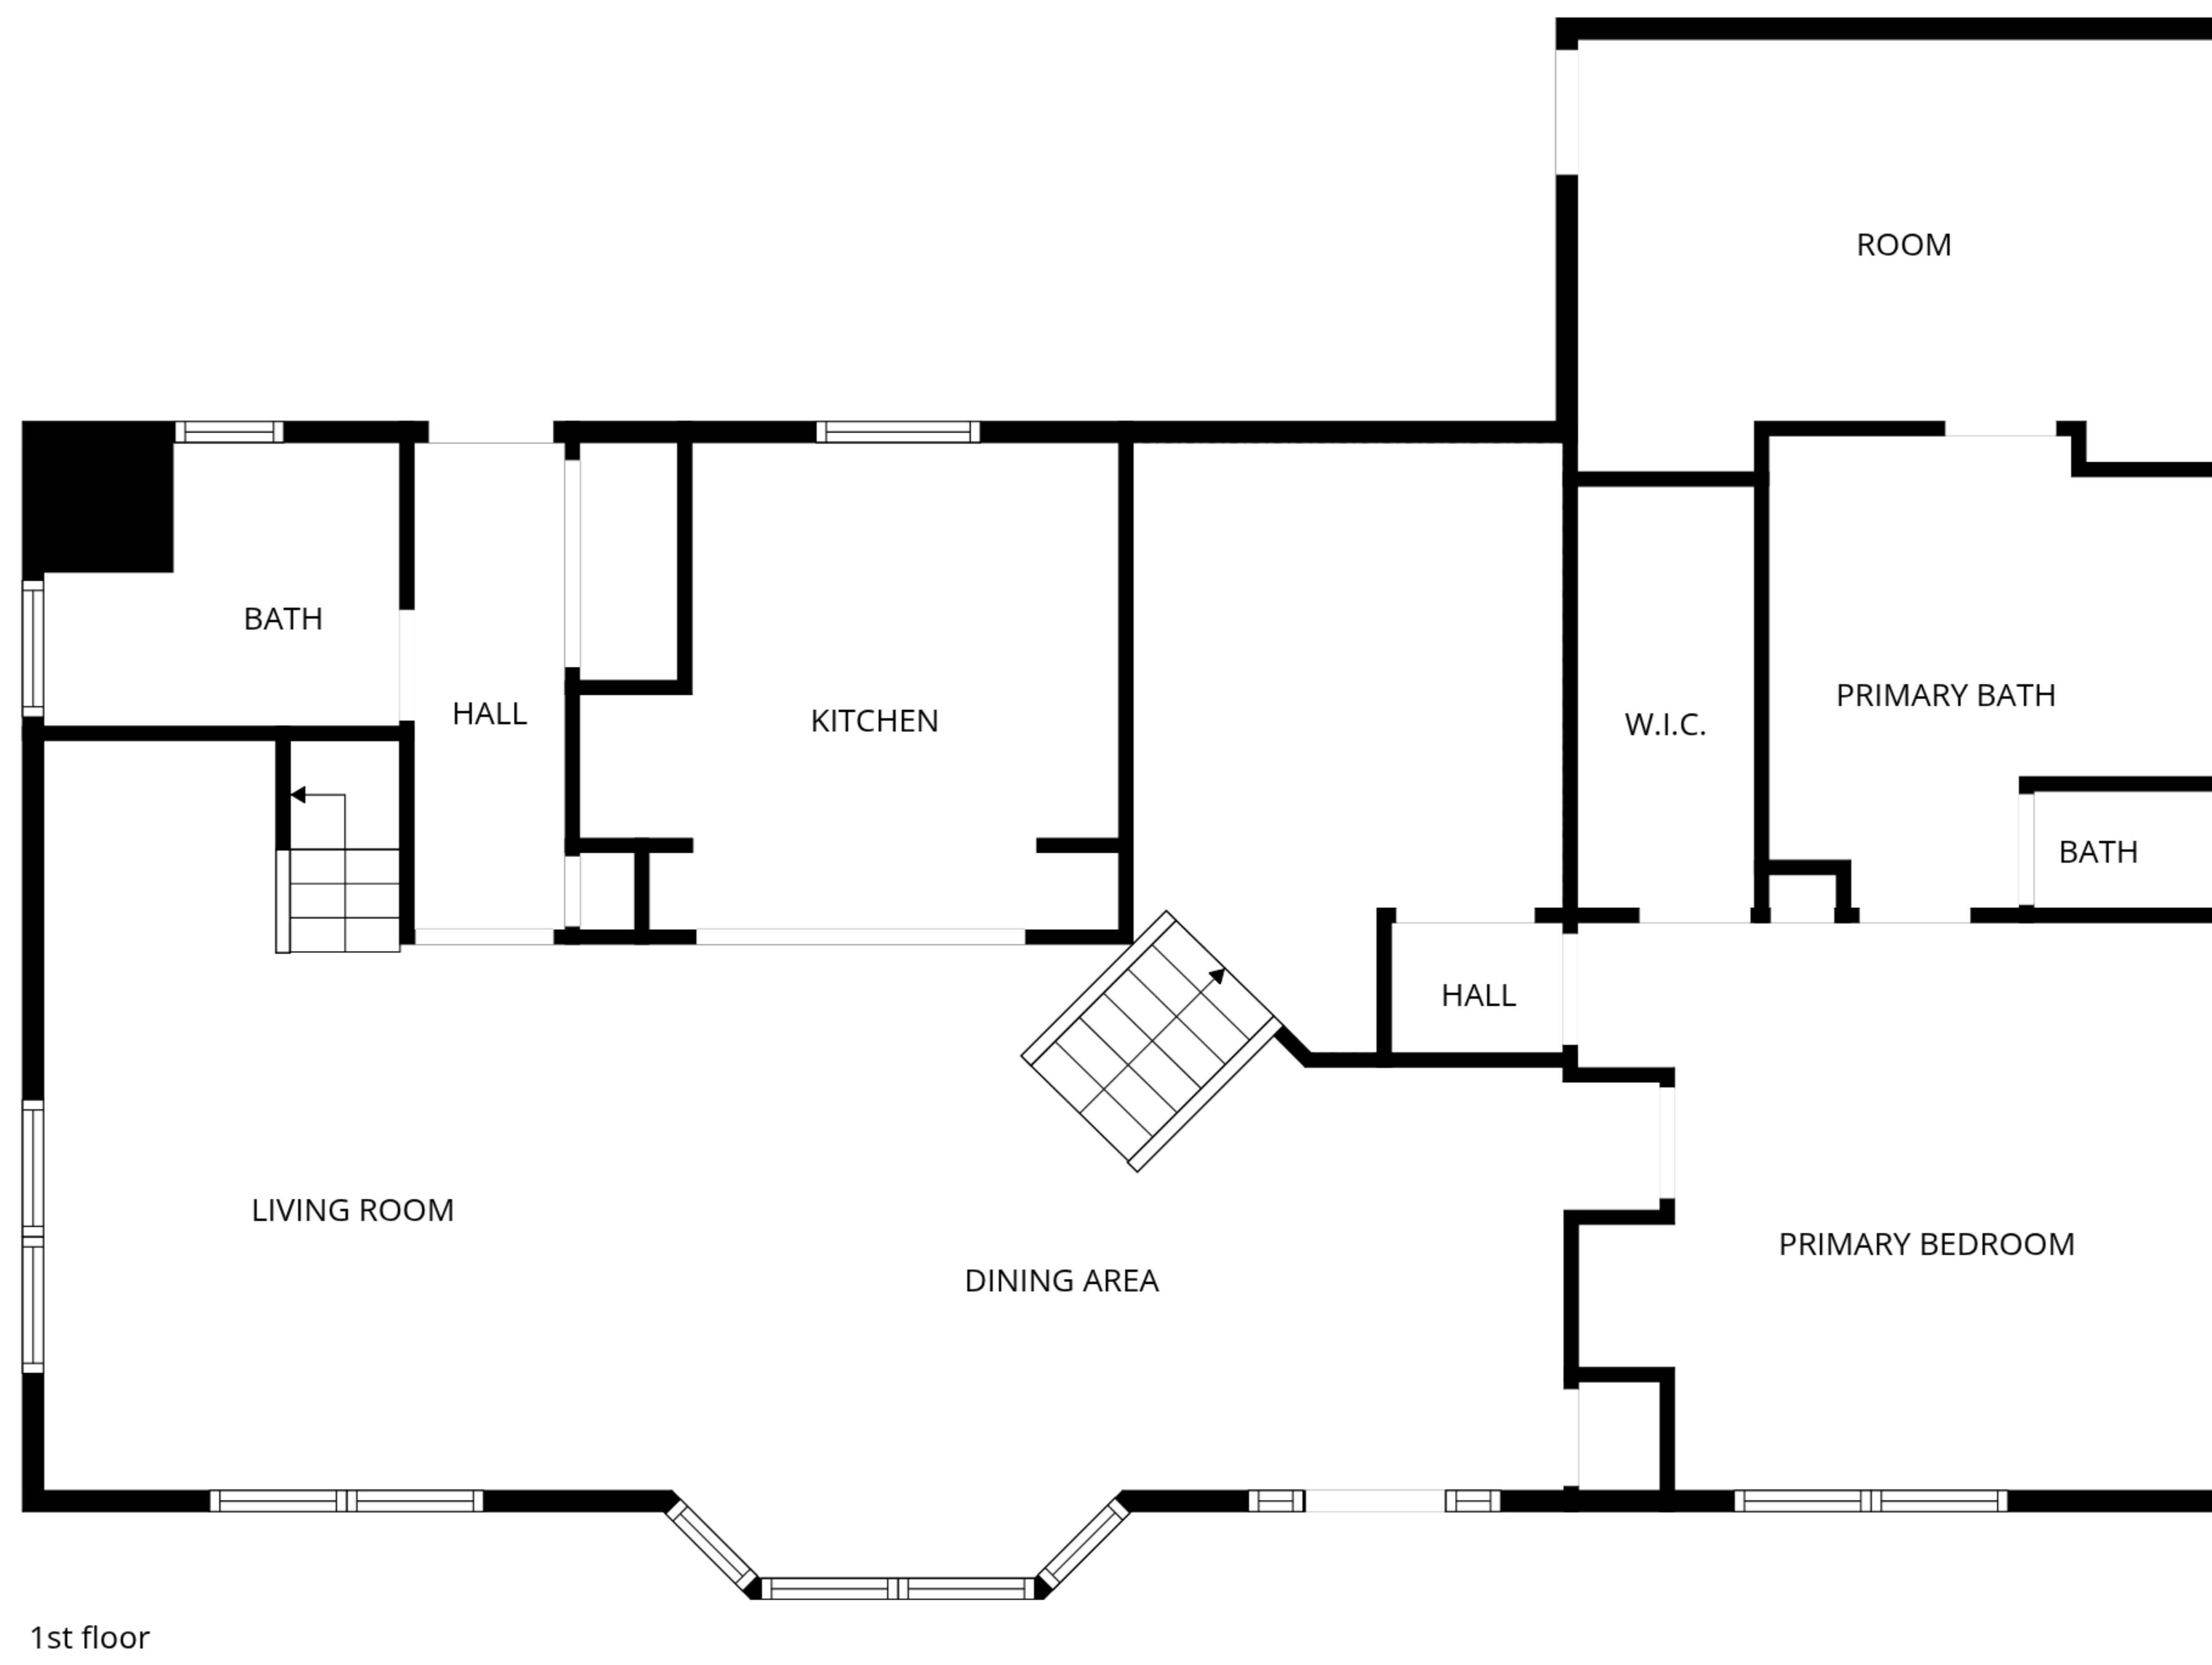 ROOM
BATH
HALL
KITCHEN
W.I.C.
PRIMARY BATH
BATH
HALL
LIVING ROOM
DINING AREA
PRIMARY BEDROOM
1st floor